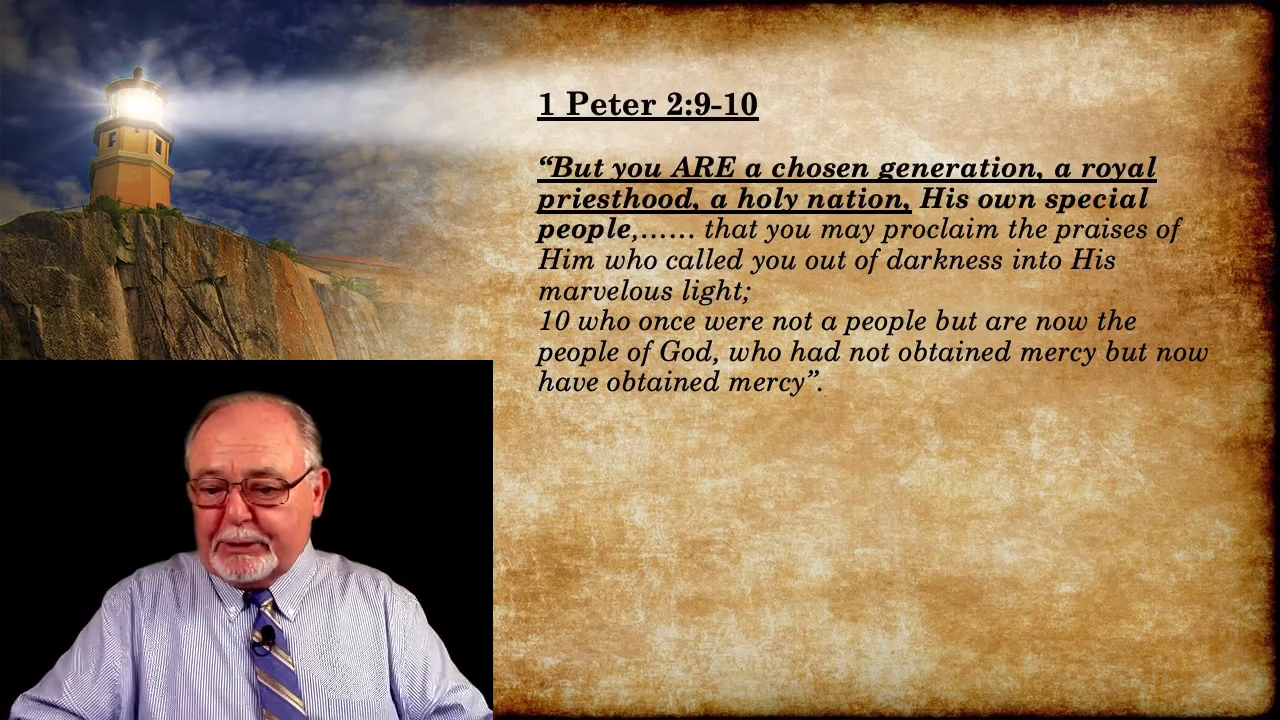 1 Peter 2:9-10
“But you ARE a chosen generation, a royal
priesthood, a holy nation, His own special
people,…… that you may proclaim the praises of
Him who called you out of darkness into His
marvelous light;
10 who once were not a people but are now the
people of God, who had not obtained mercy but now
have obtained mercy”.